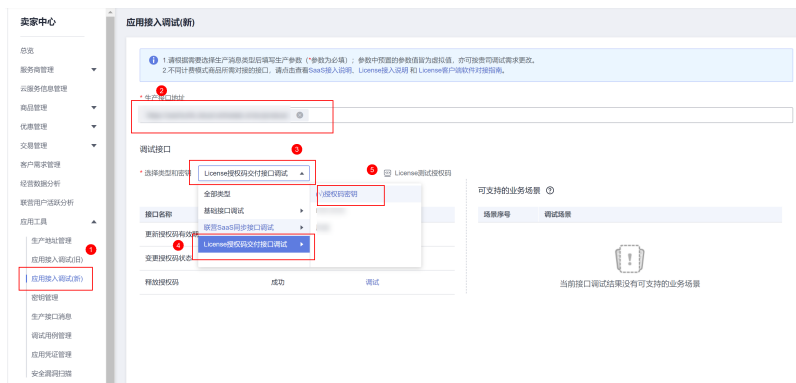 卖家中心
应用接入调试(新)
总览
服务商管理
云服务信息管理
商品管理
优惠管理
交易管理
客户需求管理
经营数据分析
联营用户活跃分析
应用工具
生产地址管理
1
应用接入调试(旧)
应用接入调试(新)
密钥管理
生产接口消息
调试用例管理
应用凭证管理
安全漏洞扫描
1.请根据需要选择生产消息类型后填写生产参数（*参数为必填）；参数中预置的参数值皆为虚拟值，亦可按贵司调试需求更改。
2.不同计费模式商品所需对接的接口，请点击查看SaaS接入说明、License接入说明 和 License客户端软件对接指南。
2
* 生产接口地址
调试接口
3
* 选择类型和密钥
License授权码交付接口调试
5
License测试授权码
全部类型
授权码密钥
基础接口调试
联营SaaS同步接口调试
4
License授权码交付接口调试
接口名称
更新授权码有效期
变更授权码状态
释放授权码
成功
调试
可支持的业务场景
场景序号
调试场景
当前接口调试结果没有可支持的业务场景